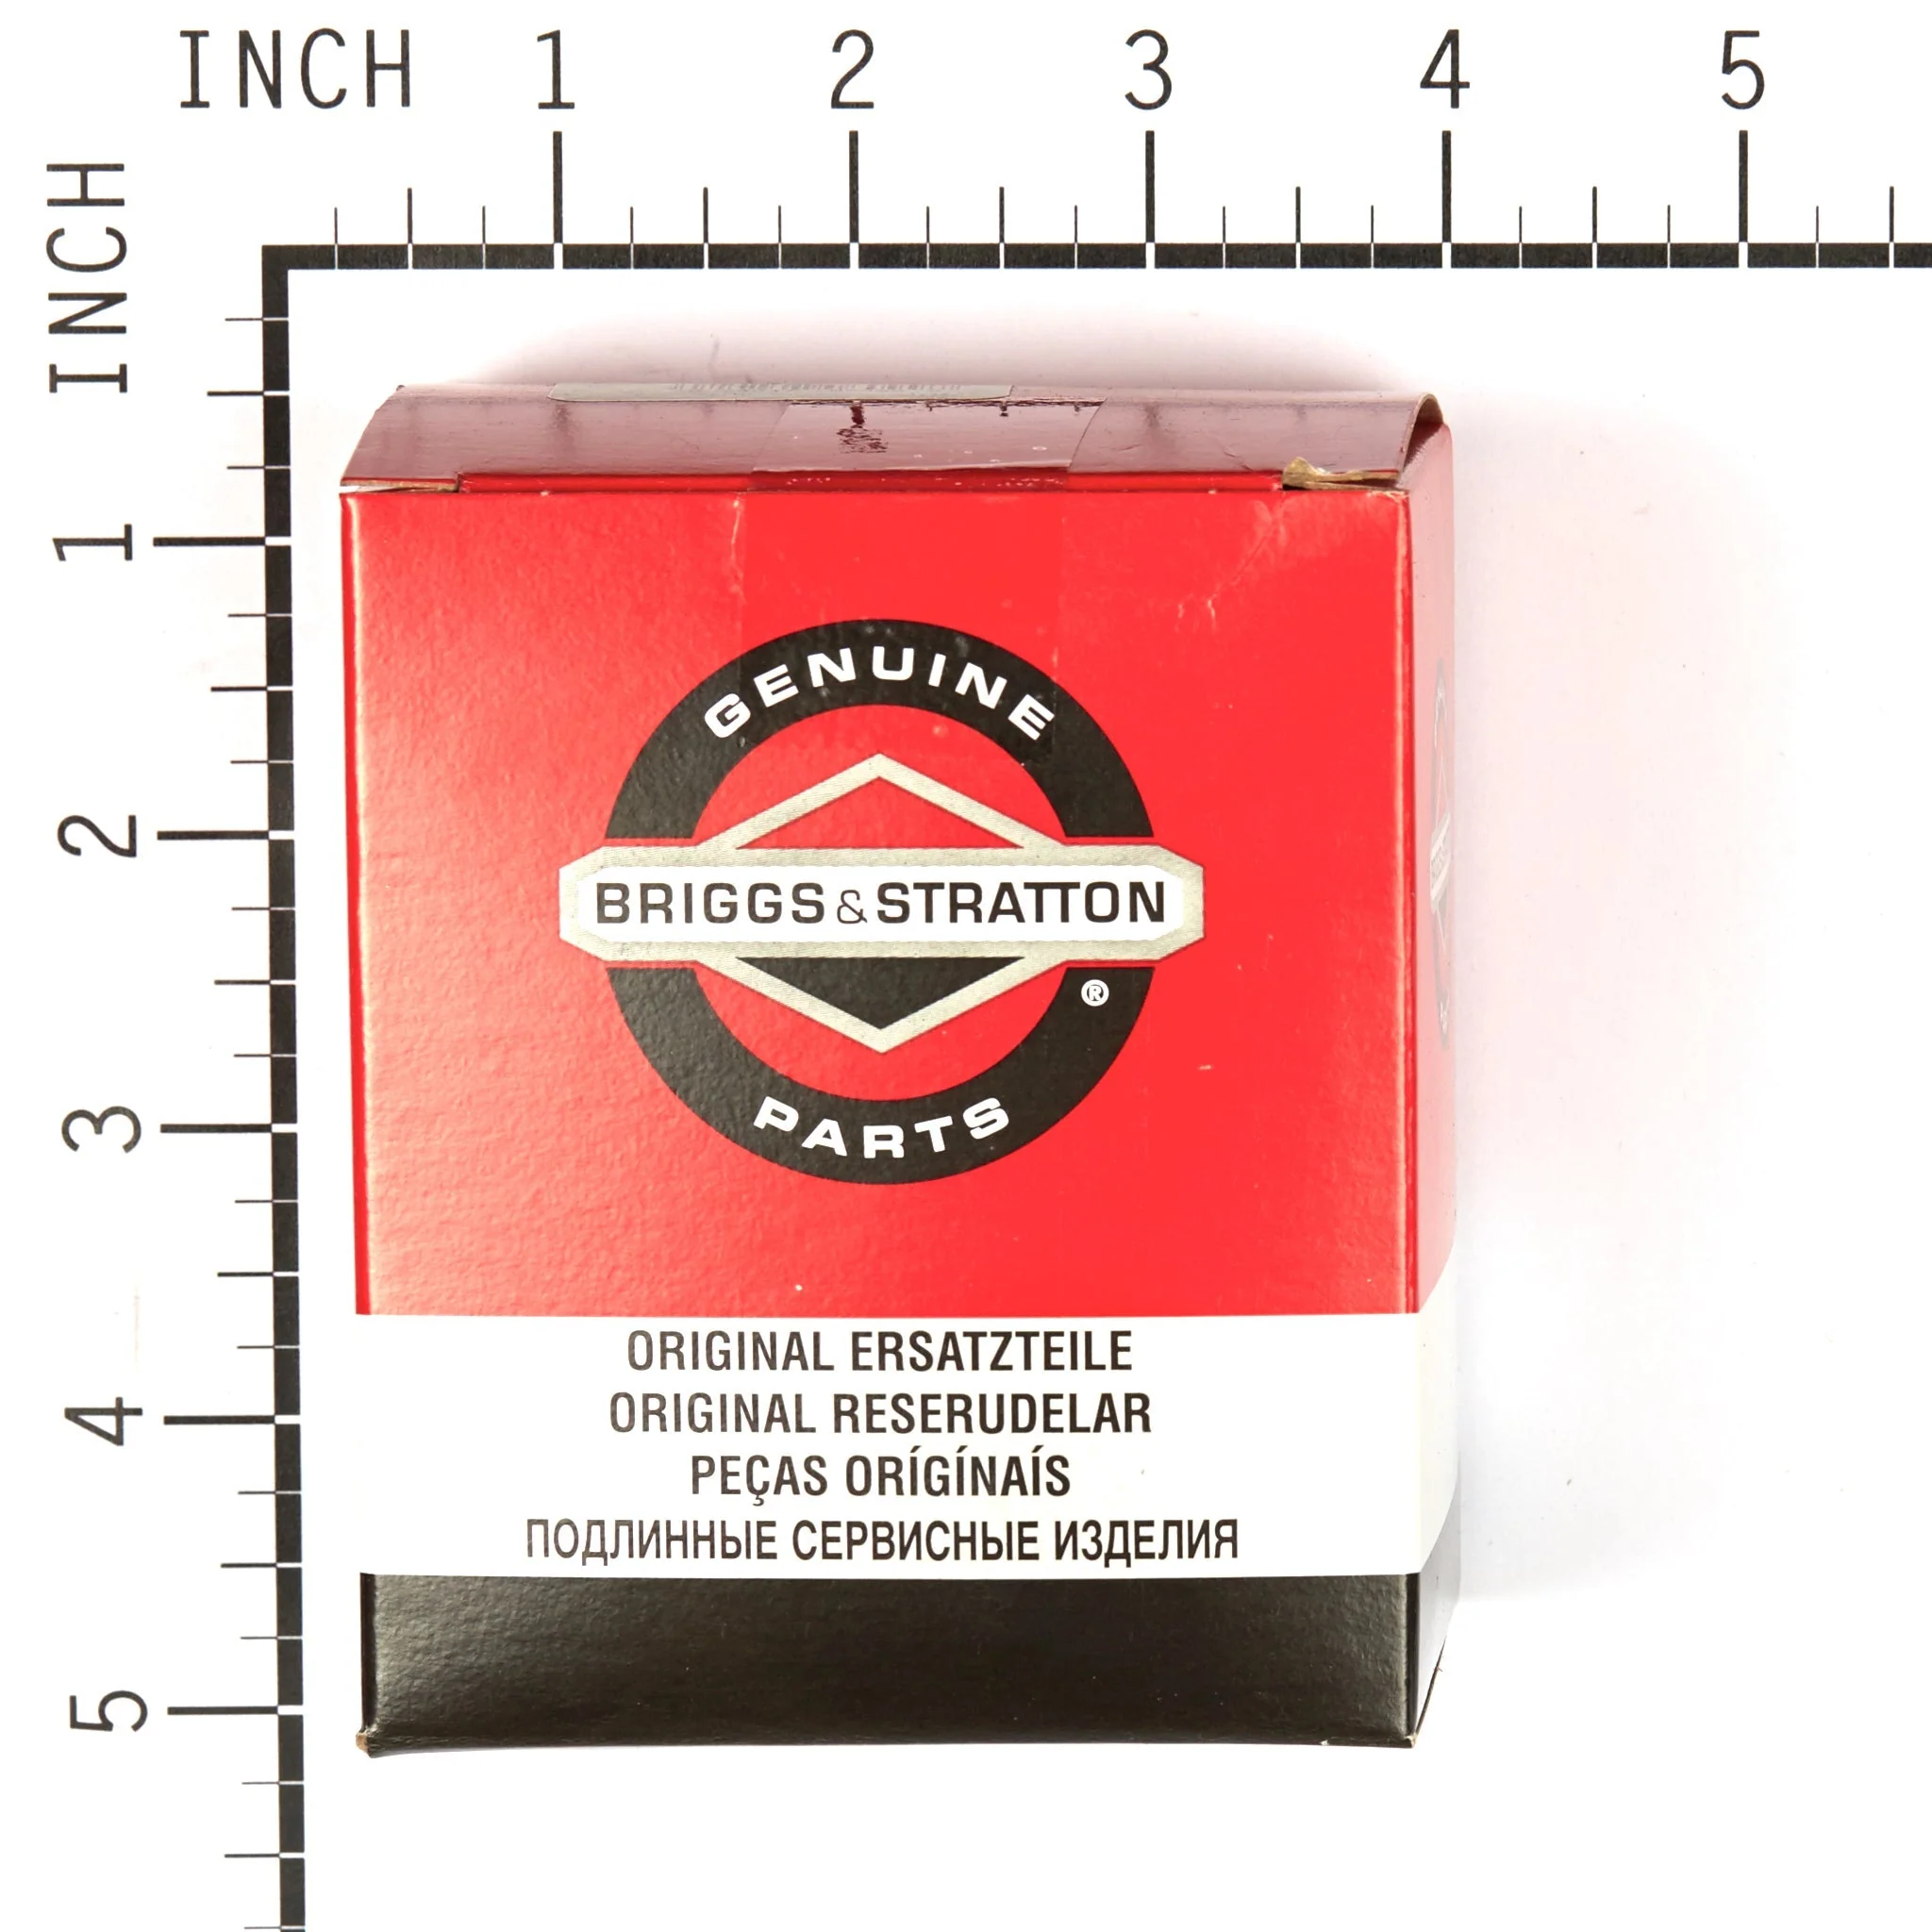 INCH 1 2 3 4 5
INCH
1
2
3
4
5
GENUINE
BRIGGS & STRATTON
®
PARTS
ORIGINAL ERSATZTEILE
ORIGINAL RESERUDELAR
PEÇAS ORÍGÍNAÍS
ПОДЛИННЫЕ СЕРВИСНЫЕ ИЗДЕЛИЯ